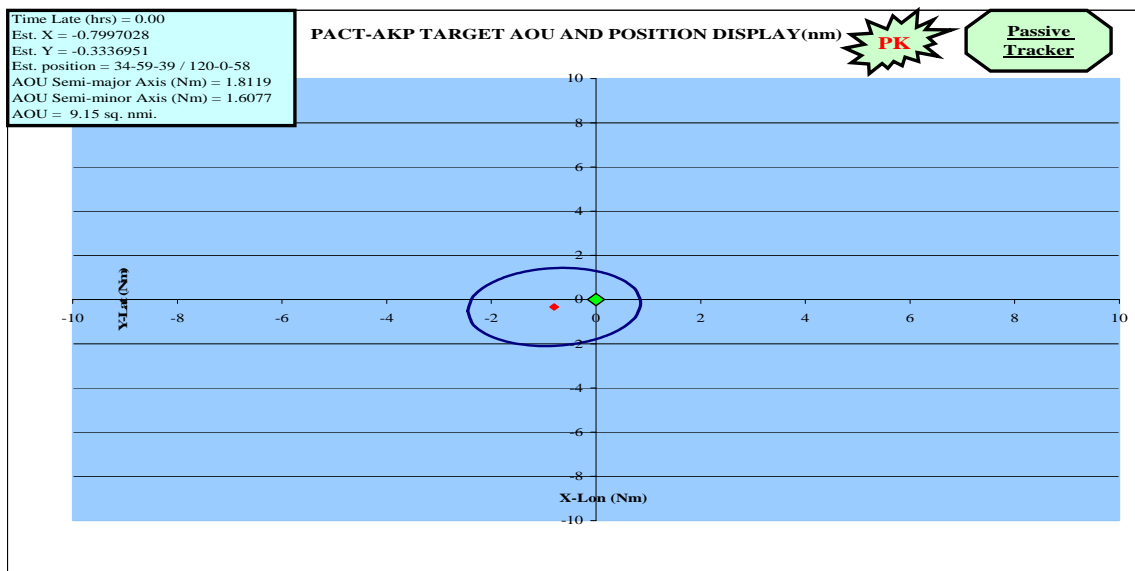 Time Late (hrs) = 0.00
Est. X = -0.7997028
Est. Y = -0.3336951
Est. position = 34-59-39 / 120-0-58
AOU Semi-major Axis (Nm) = 1.8119
AOU Semi-minor Axis (Nm) = 1.6077
AOU =  9.15 sq. nmi.
PACT-AKP TARGET AOU AND POSITION DISPLAY(nm)
PK
Passive
Tracker
10
8
6
4
2
0
-2
-4
-6
-8
-10
-10
-8
-6
-4
-2
0
2
4
6
8
10
Y-Lat (Nm)
X-Lon (Nm)